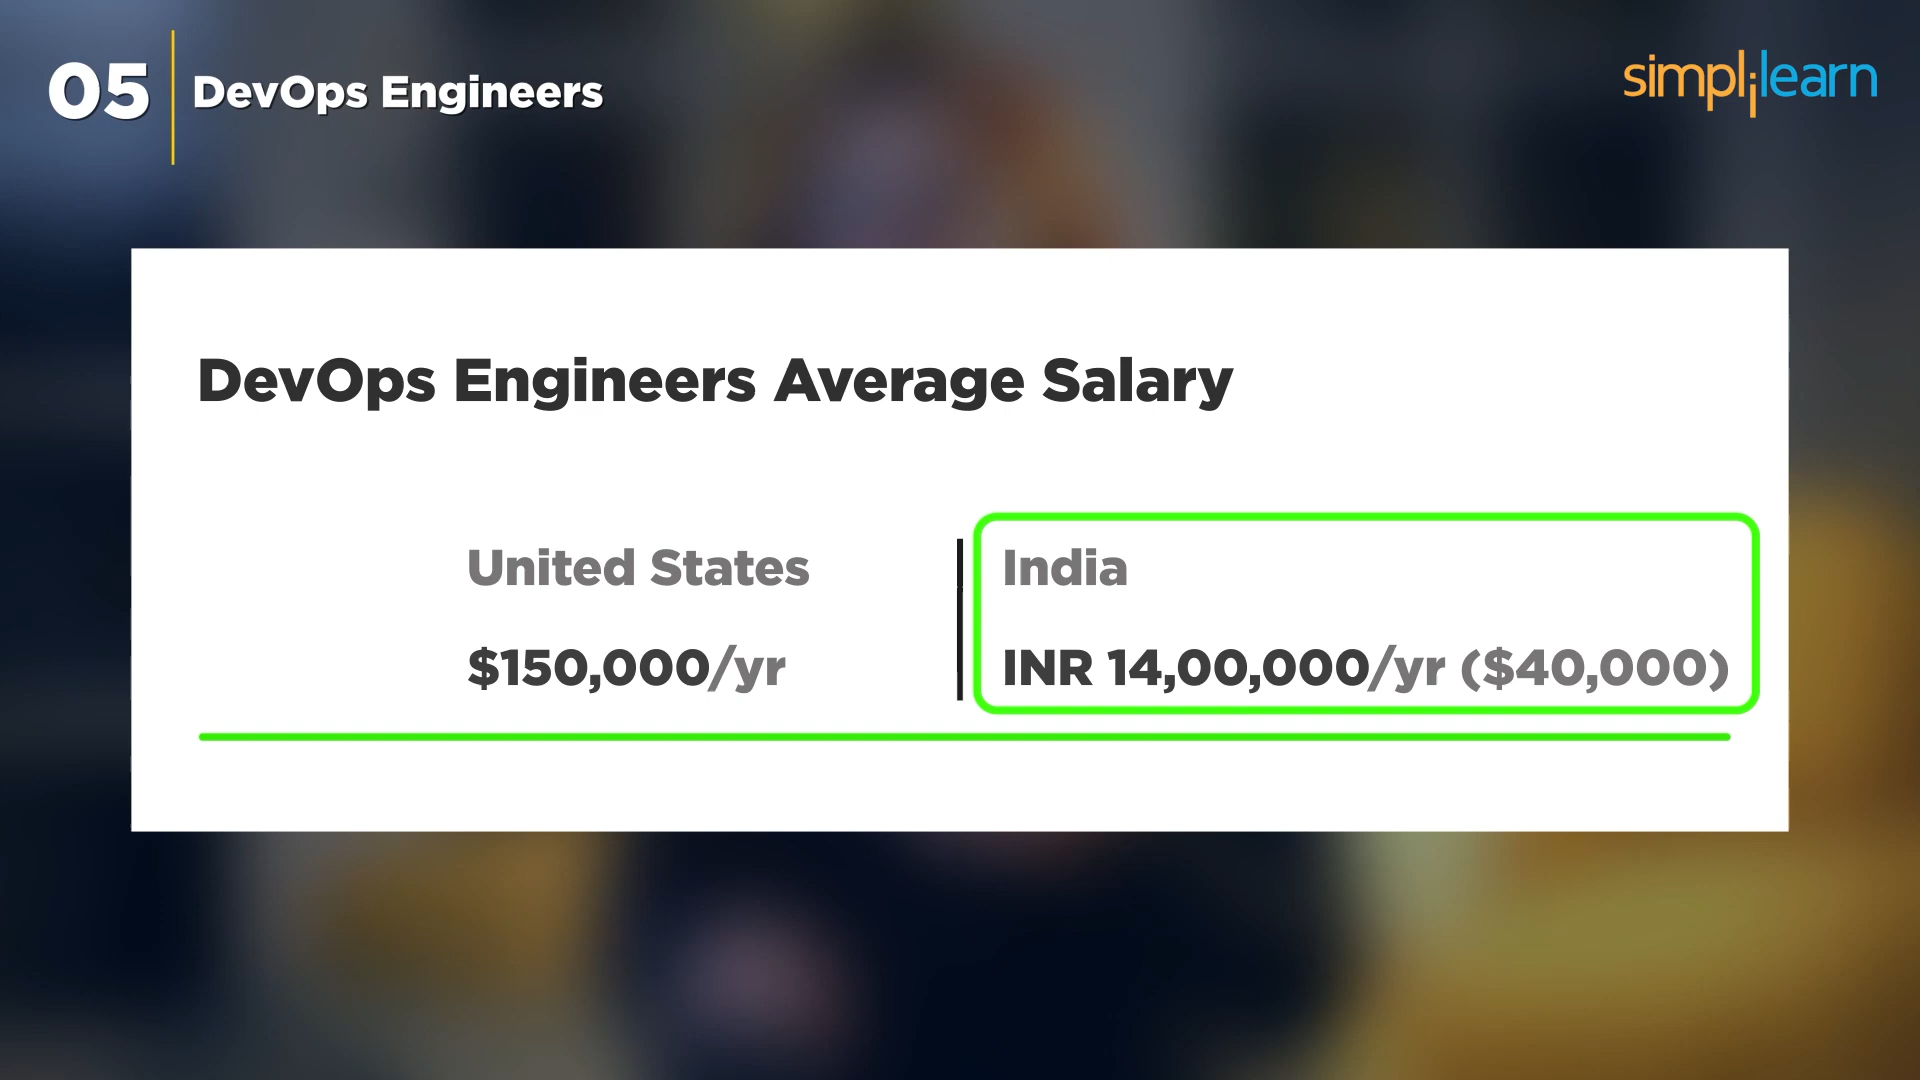 05
DevOps Engineers
simplilearn
DevOps Engineers Average Salary
United States
$150,000/yr
India
INR 14,00,000/yr ($40,000)